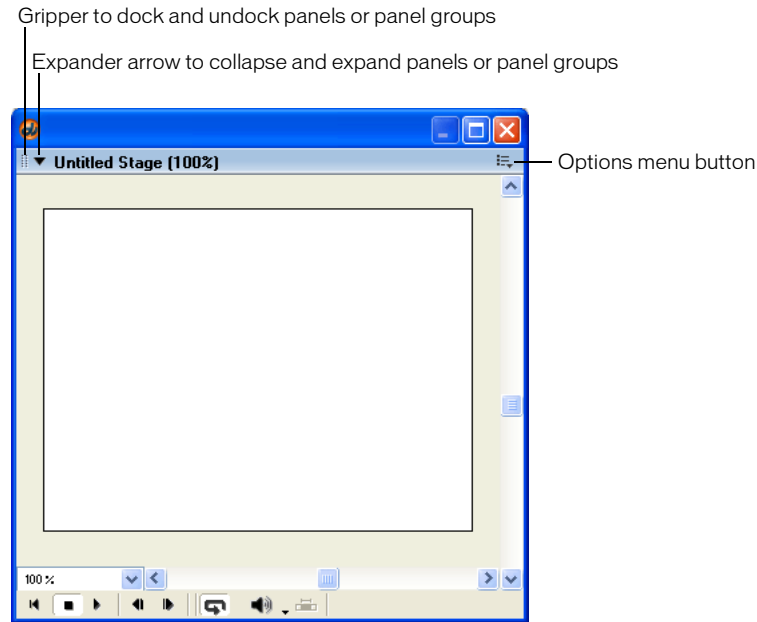 Gripper to dock and undock panels or panel groups
Expander arrow to collapse and expand panels or panel groups
Untitled Stage (100%)
Options menu button
100 %